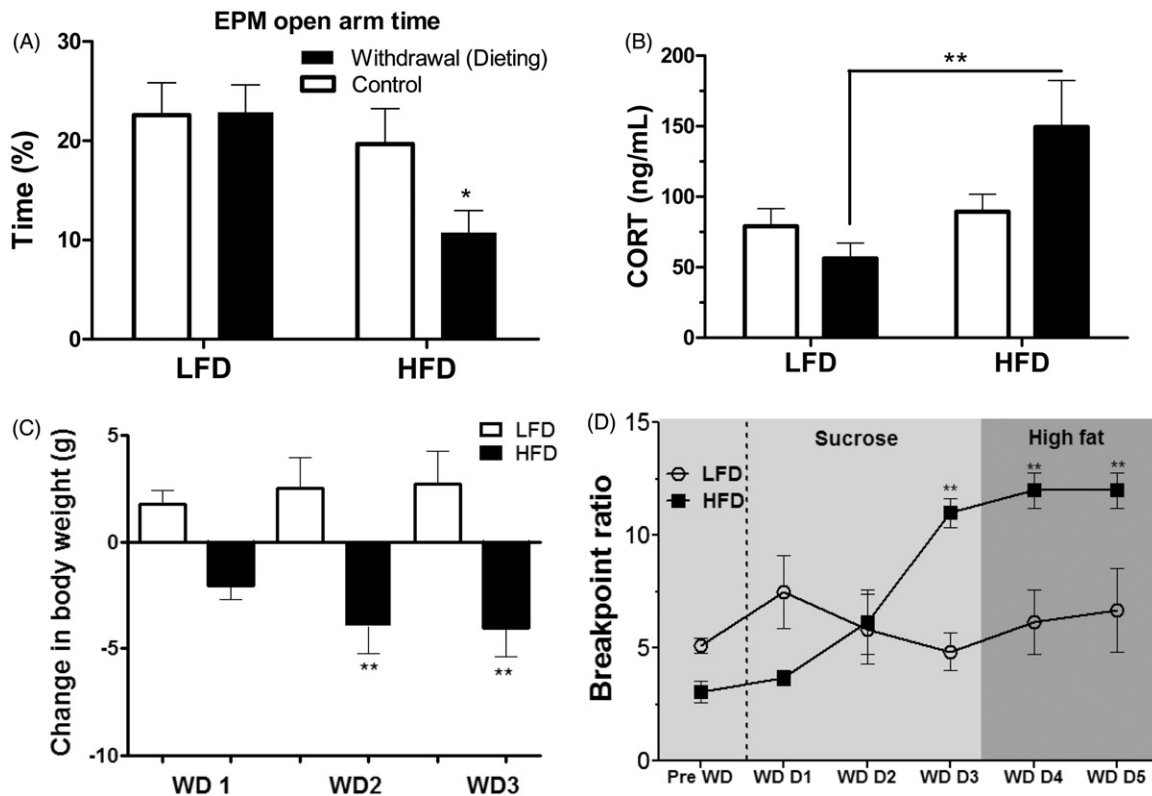 EPM open arm time
(A)
30
20
10
0
Time (%)
Withdrawal (Dieting)
Control
*
LFD HFD
(B)
200
150
100
50
0
CORT (ng/mL)
**
LFD HFD
(C)
5
0
-5
-10
Change in body weight (g)
LFD
HFD
**
**
WD 1 WD2 WD3
(D)
15
10
5
0
Breakpoint ratio
Sucrose High fat
LFD
HFD
**
**
**
Pre WD WD D1 WD D2 WD D3 WD D4 WD D5